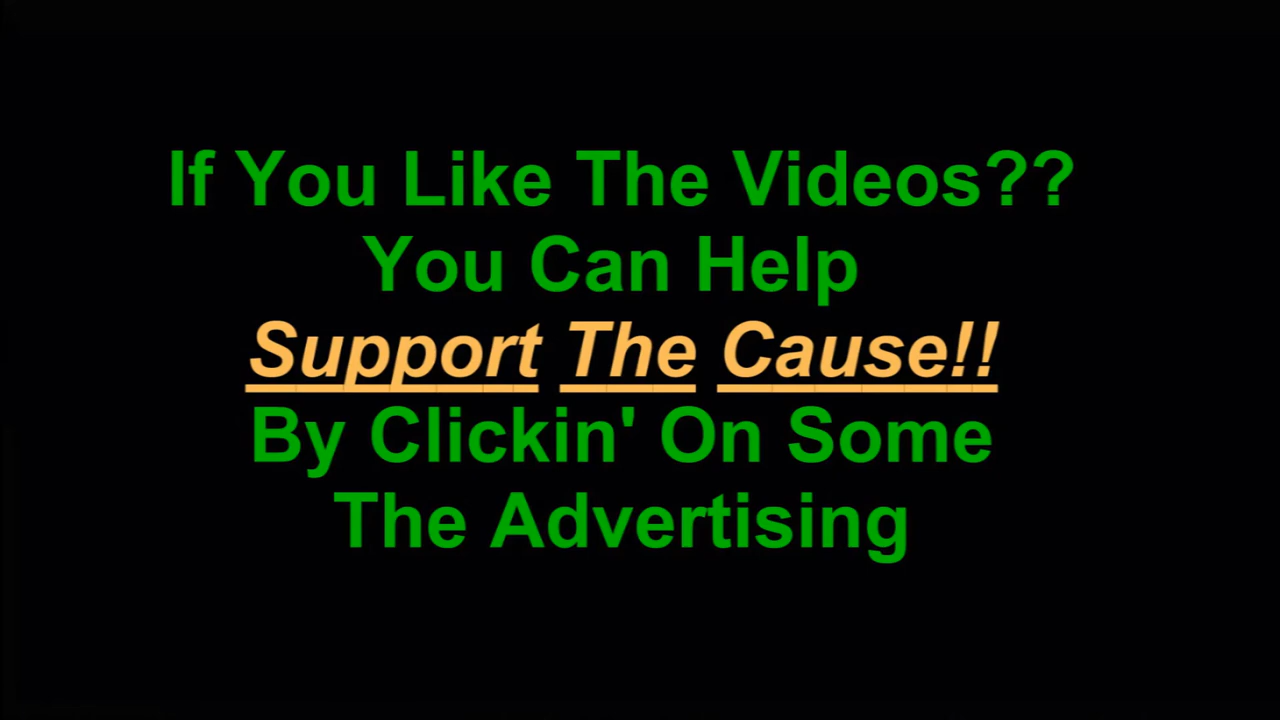 If You Like The Videos??
You Can Help
Support The Cause!!
By Clickin' On Some
The Advertising